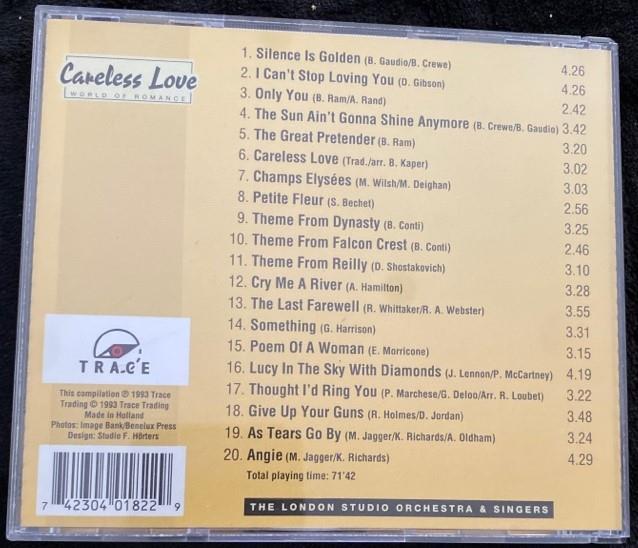 Careless Love
WORLD OF ROMANCE
1. Silence Is Golden (B. Gaudio/B. Crewe) 4.26
2. I Can't Stop Loving You (D. Gibson) 4.26
3. Only You (B. Ram/A. Rand) 2.42
4. The Sun Ain't Gonna Shine Anymore (B. Crewe/B. Gaudio) 3.42
5. The Great Pretender (B. Ram) 3.20
6. Careless Love (Trad./arr. B. Kaper) 3.02
7. Champs Elysées (M. Wilsh/M. Deighan) 3.03
8. Petite Fleur (S. Bechet) 2.56
9. Theme From Dynasty (B. Conti) 3.25
10. Theme From Falcon Crest (B. Conti) 2.46
11. Theme From Reilly (D. Shostakovich) 3.10
12. Cry Me A River (A. Hamilton) 3.28
13. The Last Farewell (R. Whittaker/R. A. Webster) 3.55
14. Something (G. Harrison) 3.31
15. Poem Of A Woman (E. Morricone) 3.15
16. Lucy In The Sky With Diamonds (J. Lennon/P. McCartney) 4.19
17. Thought I'd Ring You (P. Marchese/G. Deloo/Arr. R. Loubet) 3.22
18. Give Up Your Guns (R. Holmes/D. Jordan) 3.48
19. As Tears Go By (M. Jagger/K. Richards/A. Oldham) 3.24
20. Angie (M. Jagger/K. Richards) 4.29
Total playing time: 71'42
THE LONDON STUDIO ORCHESTRA & SINGERS
TRAC'E
This compilation ℗ 1993 Trace
Trading © 1993 Trace Trading
Made in Holland
Photos: Image Bank/Benelux Press
Design: Studio F. Hörters
7 42304 01822 9